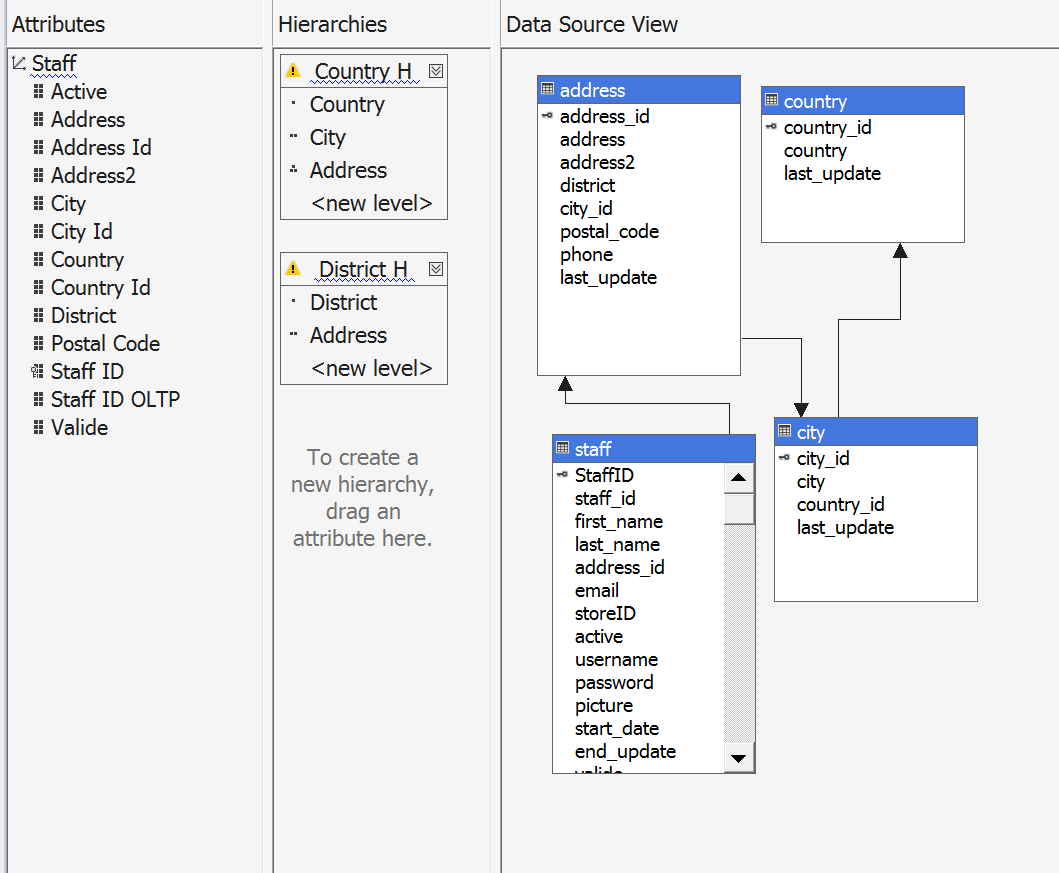 Attributes
Staff
Active
Address
Address Id
Address2
City
City Id
Country
Country Id
District
Postal Code
Staff ID
Staff ID OLTP
Valide
Hierarchies
Country H
Country
City
Address
<new level>
District H
District
Address
<new level>
To create a
new hierarchy,
drag an
attribute here.
Data Source View
address
address_id
address
address2
district
city_id
postal_code
phone
last_update
country
country_id
country
last_update
staff
StaffID
staff_id
first_name
last_name
address_id
email
storeID
active
username
password
picture
start_date
end_update
valide
city
city_id
city
country_id
last_update